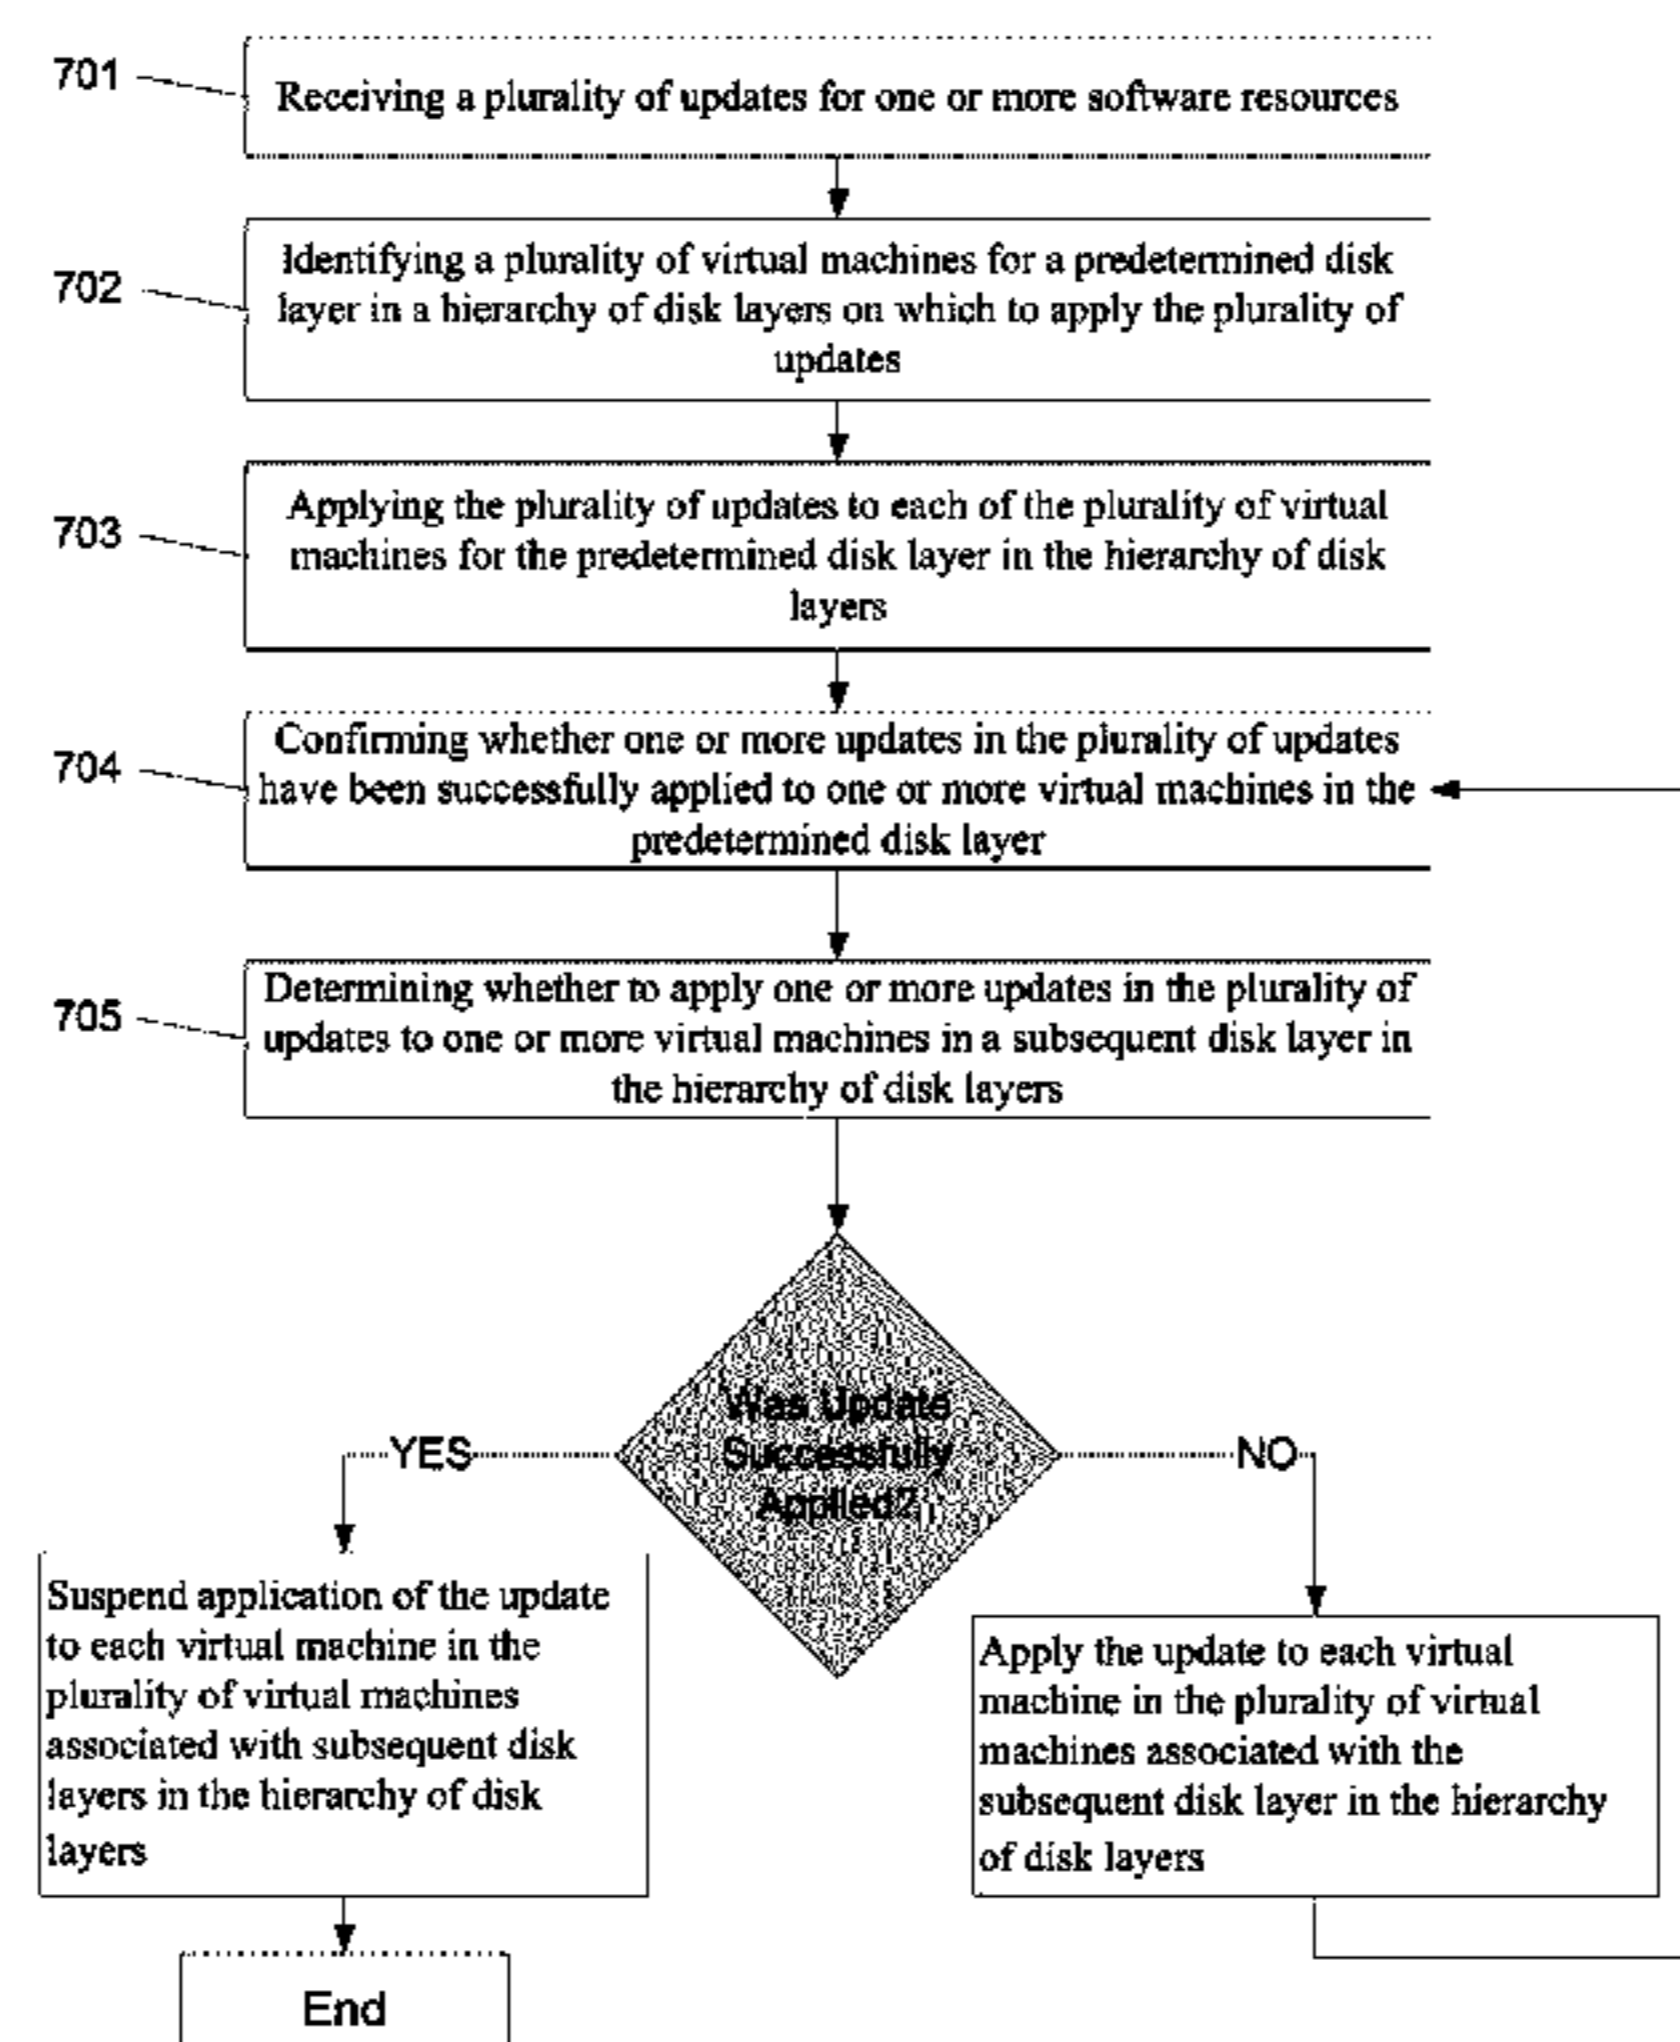 701
Receiving a plurality of updates for one or more software resources
702
Identifying a plurality of virtual machines for a predetermined disk
layer in a hierarchy of disk layers on which to apply the plurality of
updates
703
Applying the plurality of updates to each of the plurality of virtual
machines for the predetermined disk layer in the hierarchy of disk
layers
704
Confirming whether one or more updates in the plurality of updates
have been successfully applied to one or more virtual machines in the
predetermined disk layer
705
Determining whether to apply one or more updates in the plurality of
updates to one or more virtual machines in a subsequent disk layer in
the hierarchy of disk layers
Was Update
Successfully
Applied?
YES
NO
Suspend application of the update
to each virtual machine in the
plurality of virtual machines
associated with subsequent disk
layers in the hierarchy of disk
layers
Apply the update to each virtual
machine in the plurality of virtual
machines associated with the
subsequent disk layer in the hierarchy
of disk layers
End